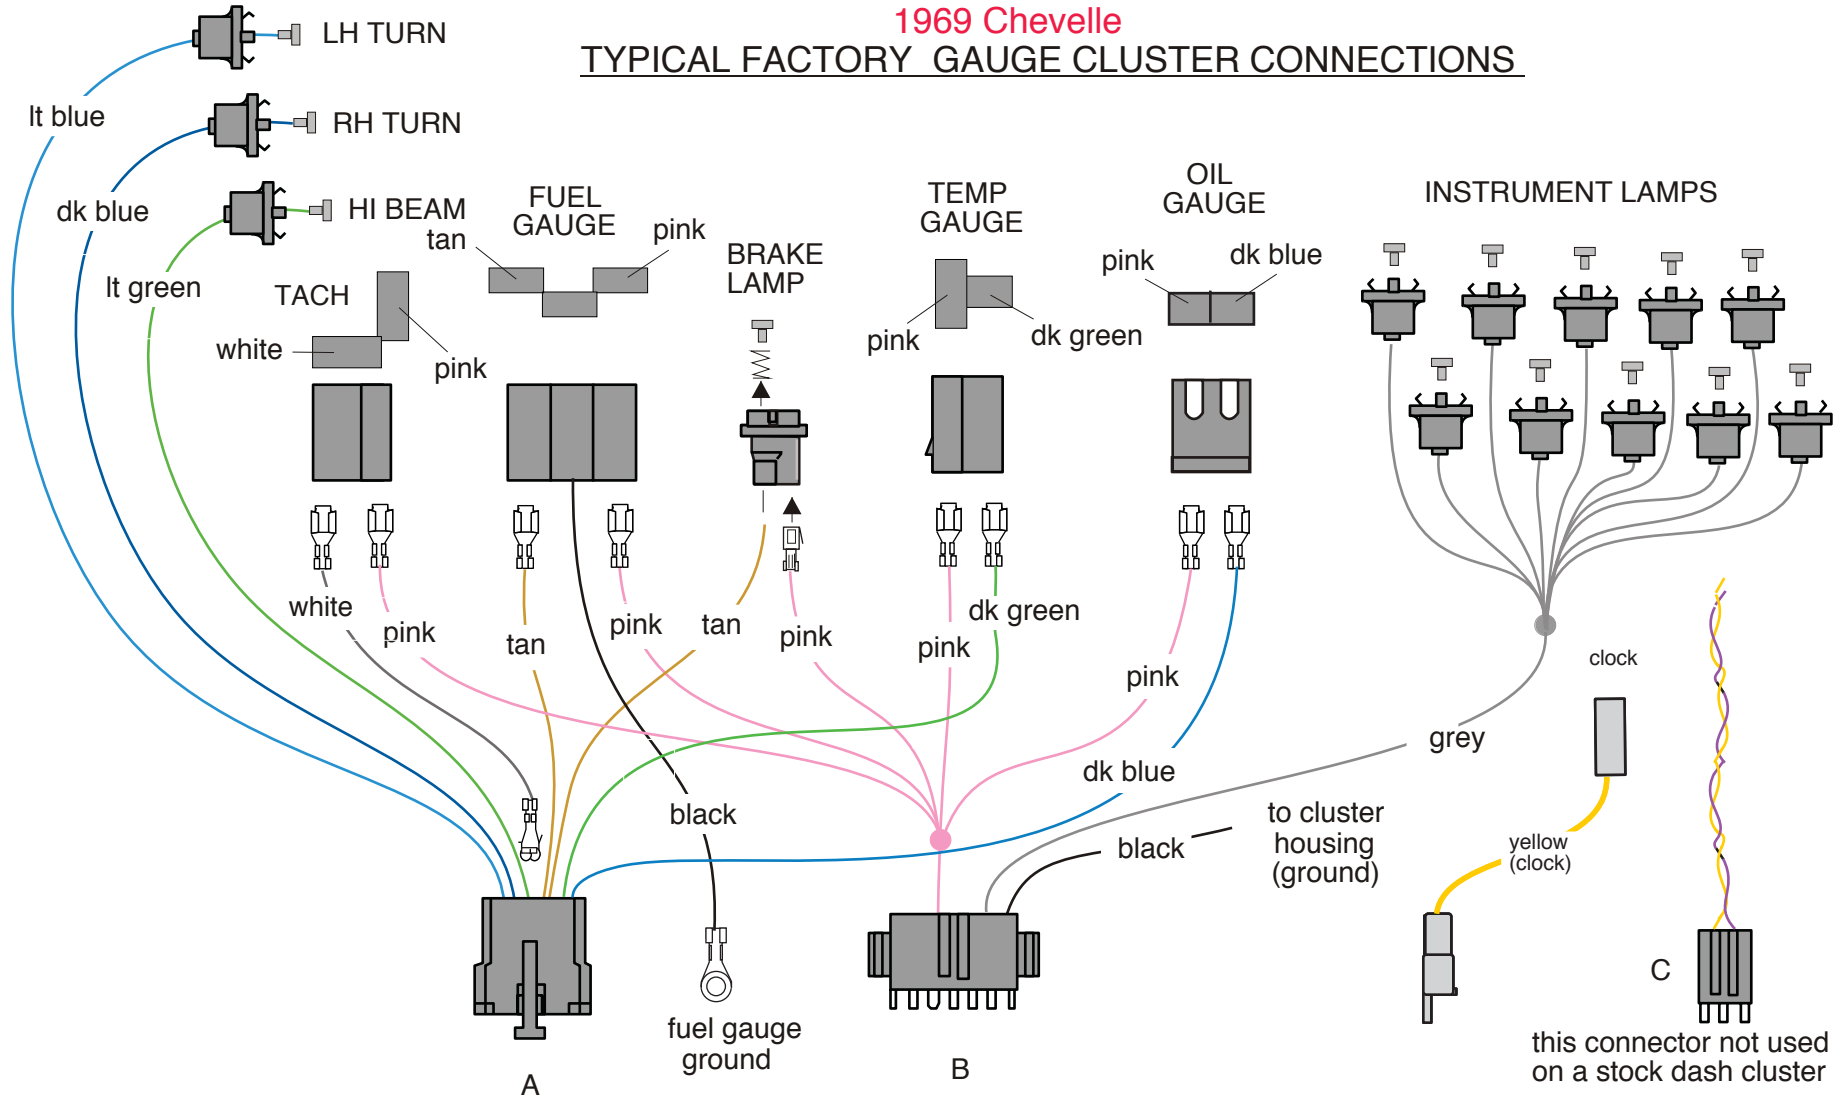 1969 Chevelle
TYPICAL FACTORY GAUGE CLUSTER CONNECTIONS
LH TURN
lt blue
RH TURN
dk blue
HI BEAM
lt green
TACH
white
pink
FUEL
GAUGE
tan
pink
BRAKE
LAMP
TEMP
GAUGE
pink
dk green
OIL
GAUGE
pink
dk blue
INSTRUMENT LAMPS
white
pink
tan
pink
tan
pink
pink
dk green
pink
dk blue
grey
black
black
to cluster
housing
(ground)
clock
yellow
(clock)
fuel gauge
ground
A
B
C
this connector not used
on a stock dash cluster